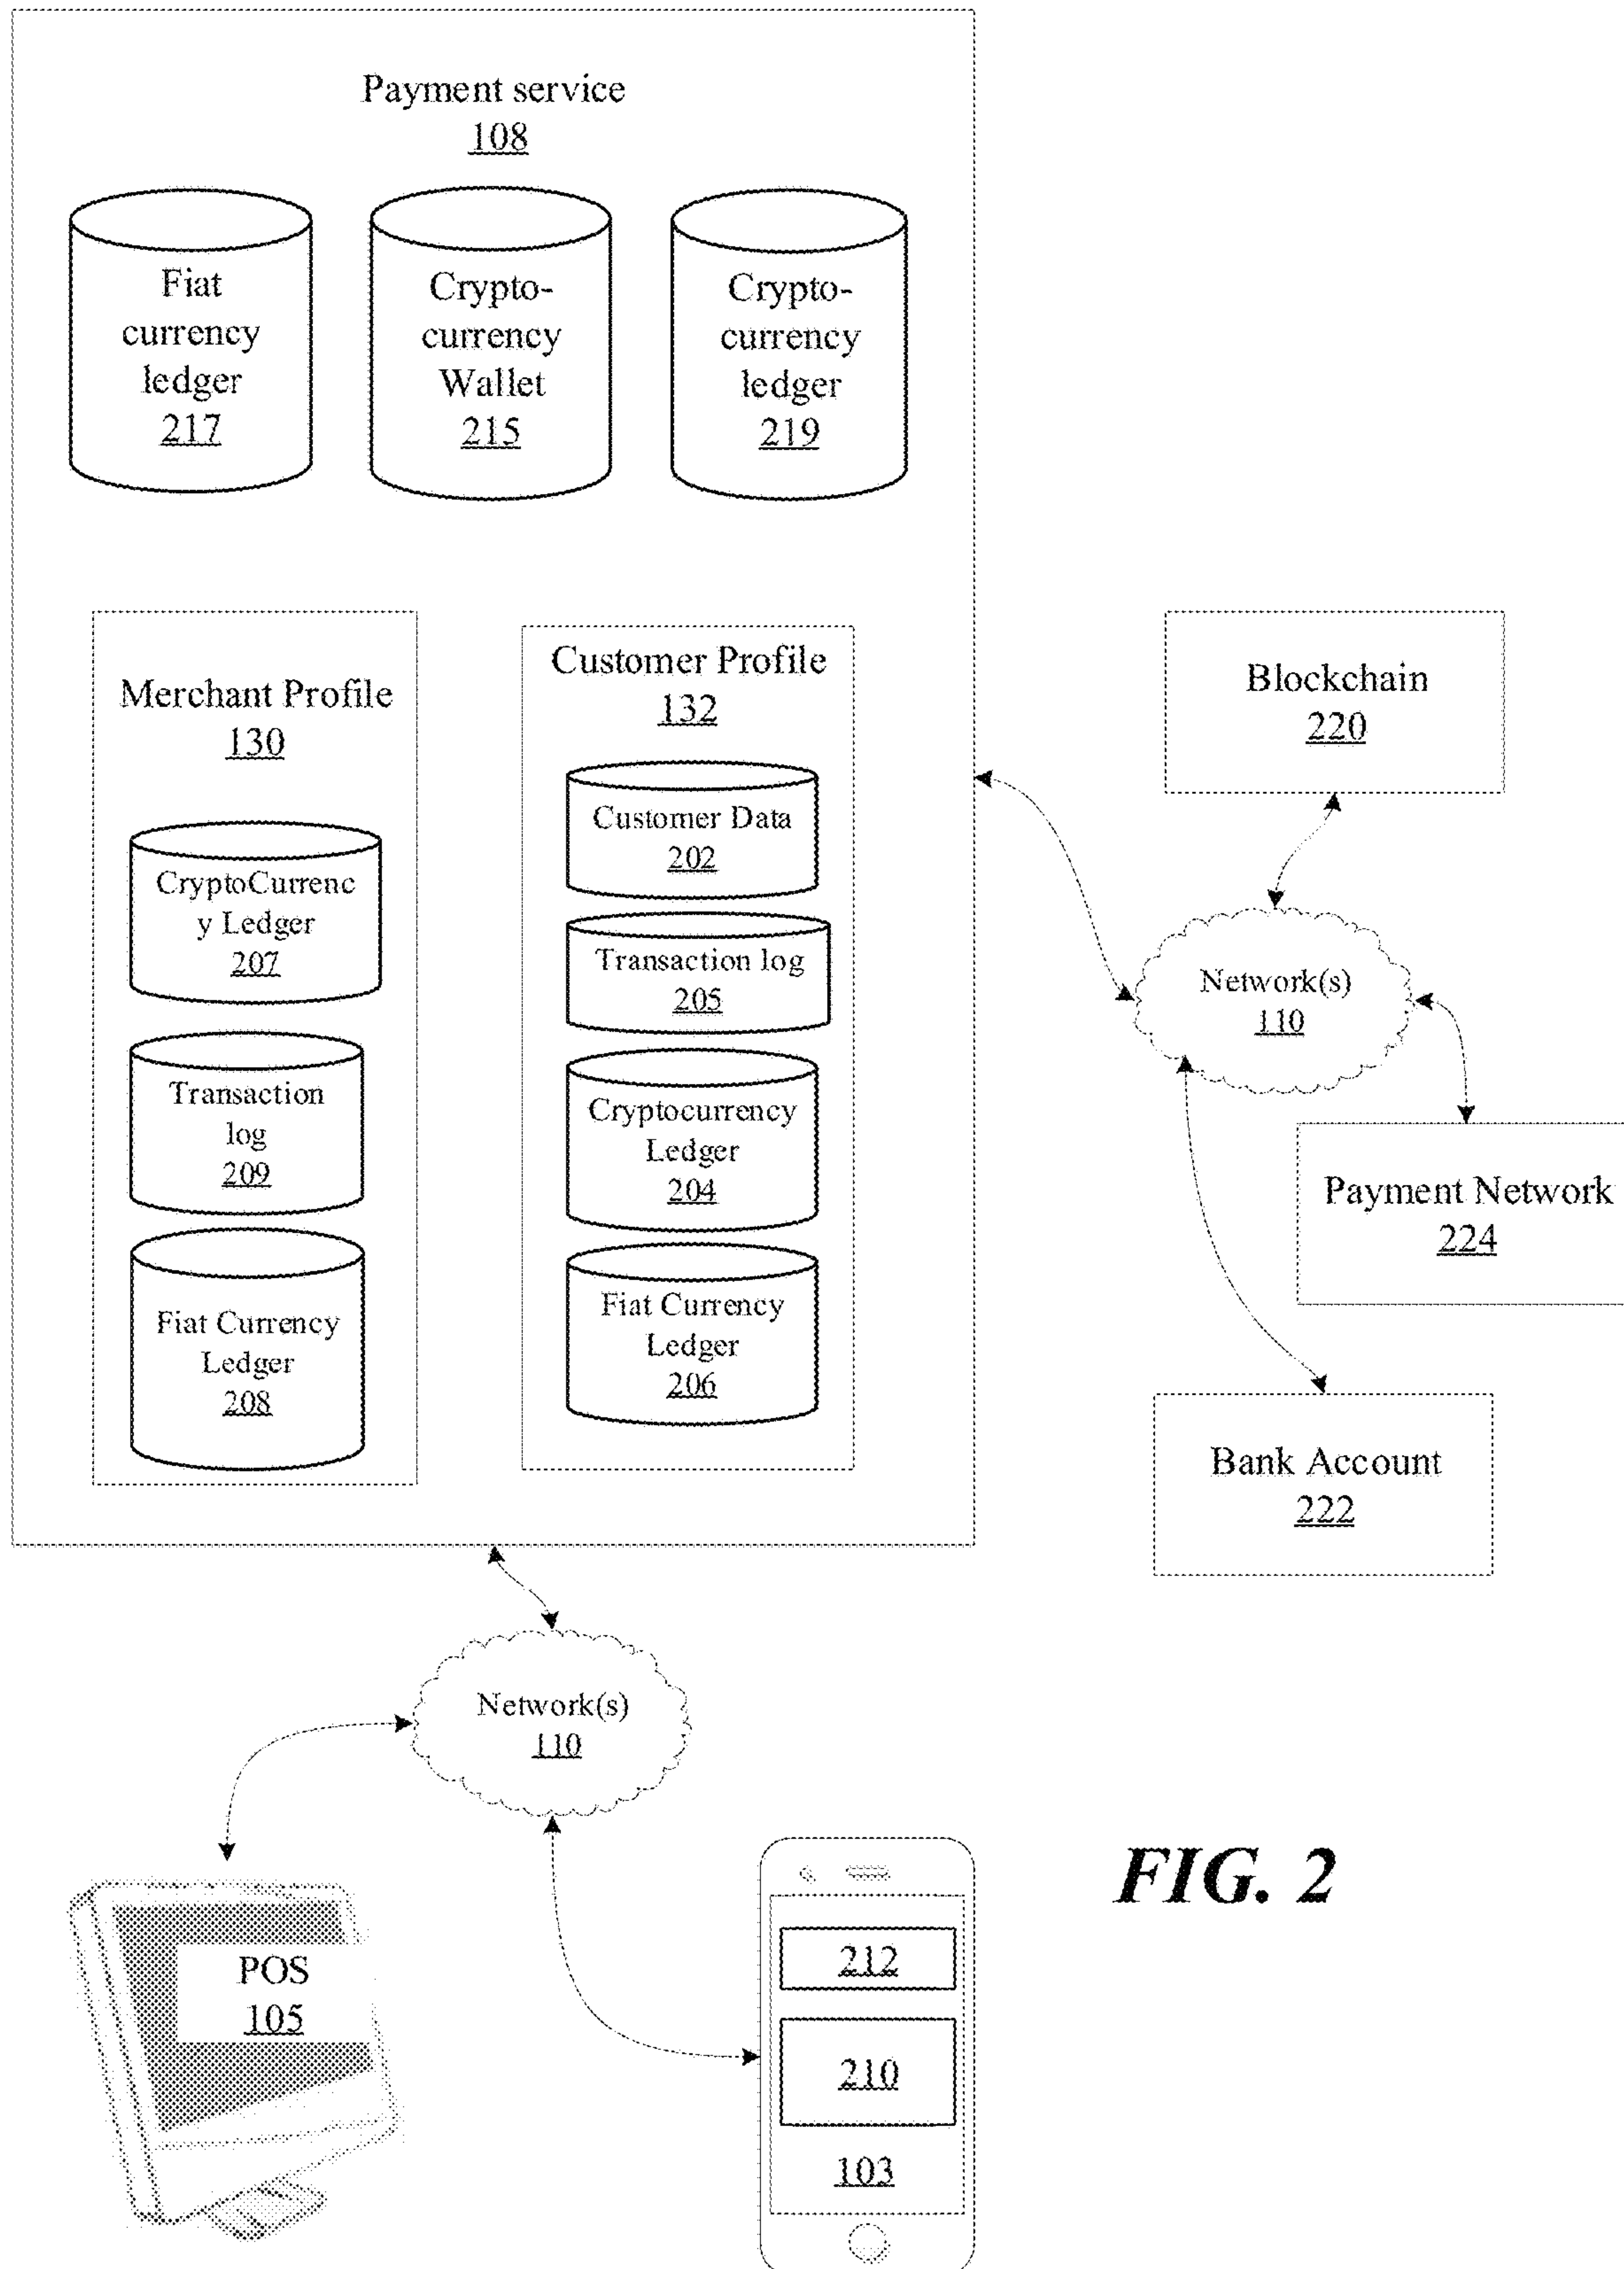 Payment service
108
Fiat
currency
ledger
217
Crypto-
currency
Wallet
215
Crypto-
currency
ledger
219
Merchant Profile
130
CryptoCurrenc
y Ledger
207
Transaction
log
209
Fiat Currency
Ledger
208
Customer Profile
132
Customer Data
202
Transaction log
205
Cryptocurrency
Ledger
204
Fiat Currency
Ledger
206
Blockchain
220
Network(s)
110
Payment Network
224
Bank Account
222
Network(s)
110
POS
105
212
210
103
FIG. 2